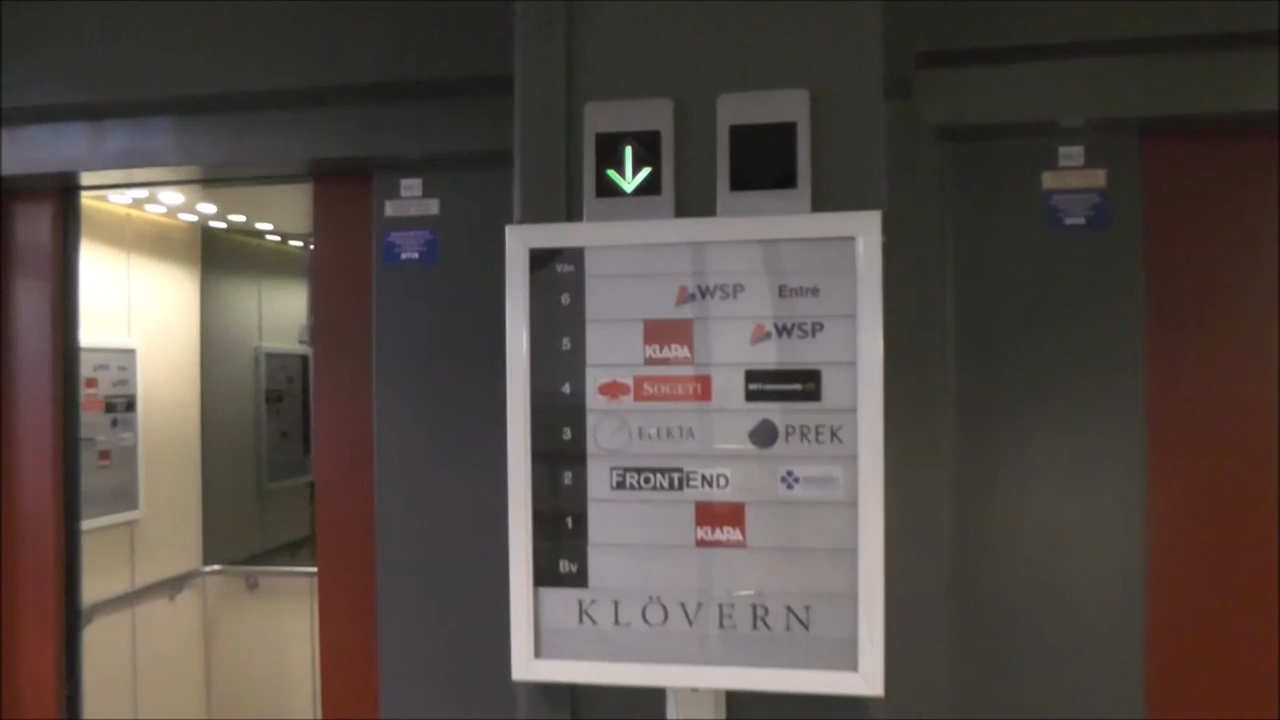 Vån
6 WSP Entré
5 KLARA WSP
4 SOGETI
3 ELEKTA PREK
2 FRONTEND
1 KLARA
Bv
KLÖVERN